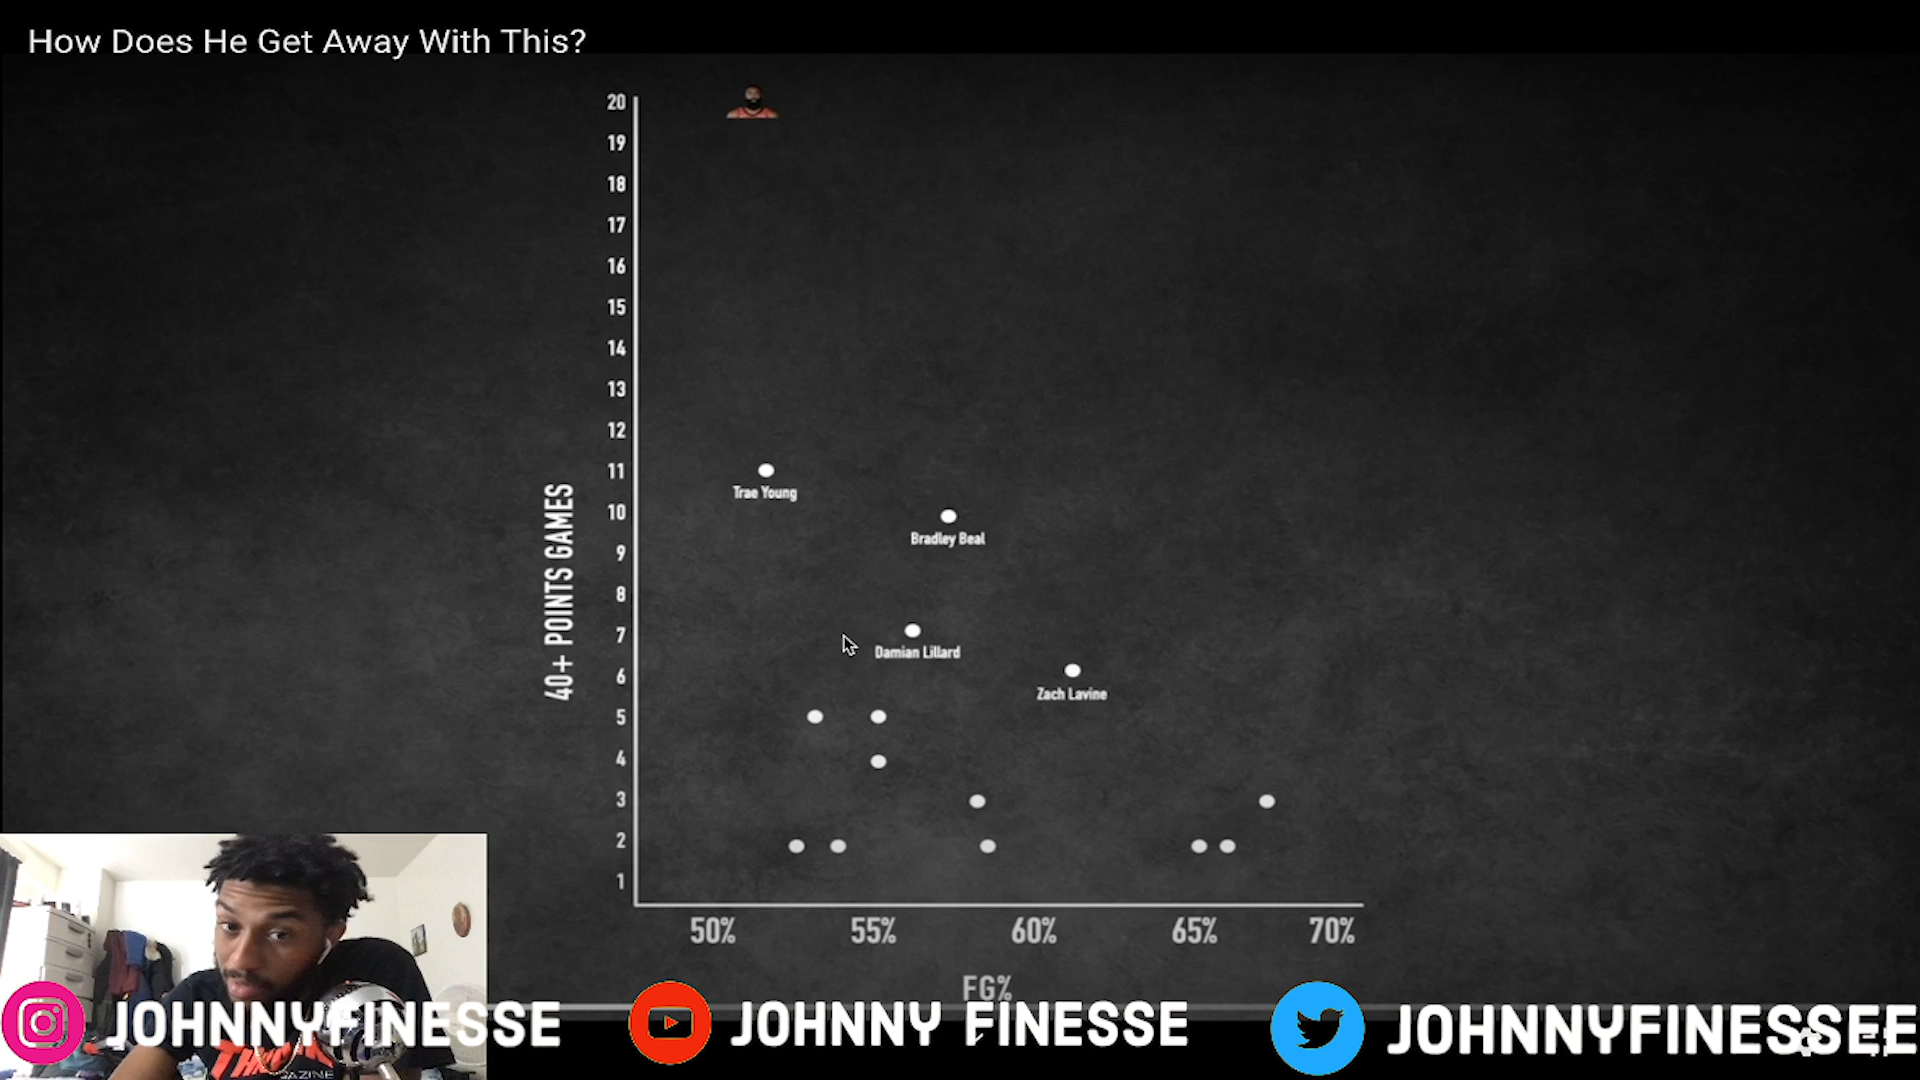 How Does He Get Away With This?
20
19
18
17
16
15
14
13
12
11
Trae Young
10
Bradley Beal
9
8
7
Damian Lillard
6
Zach Lavine
5
4
3
2
1
40+ POINTS GAMES
50% 55% 60% 65% 70%
FG%
JOHNNYFINESSE
JOHNNY FINESSE
JOHNNYFINESSEE